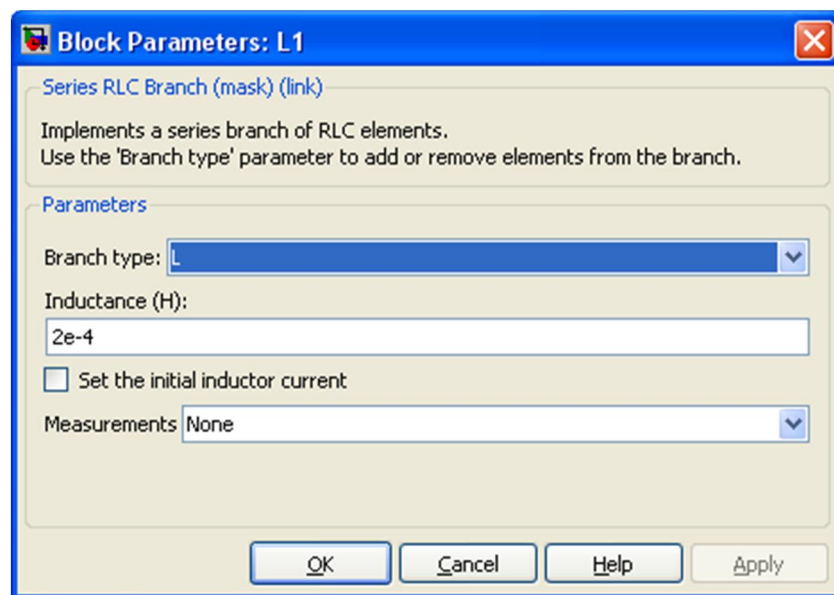 Block Parameters: L1
Series RLC Branch (mask) (link)
Implements a series branch of RLC elements.
Use the 'Branch type' parameter to add or remove elements from the branch.
Parameters
Branch type: L
Inductance (H):
2e-4
Set the initial inductor current
Measurements None
OK Cancel Help Apply